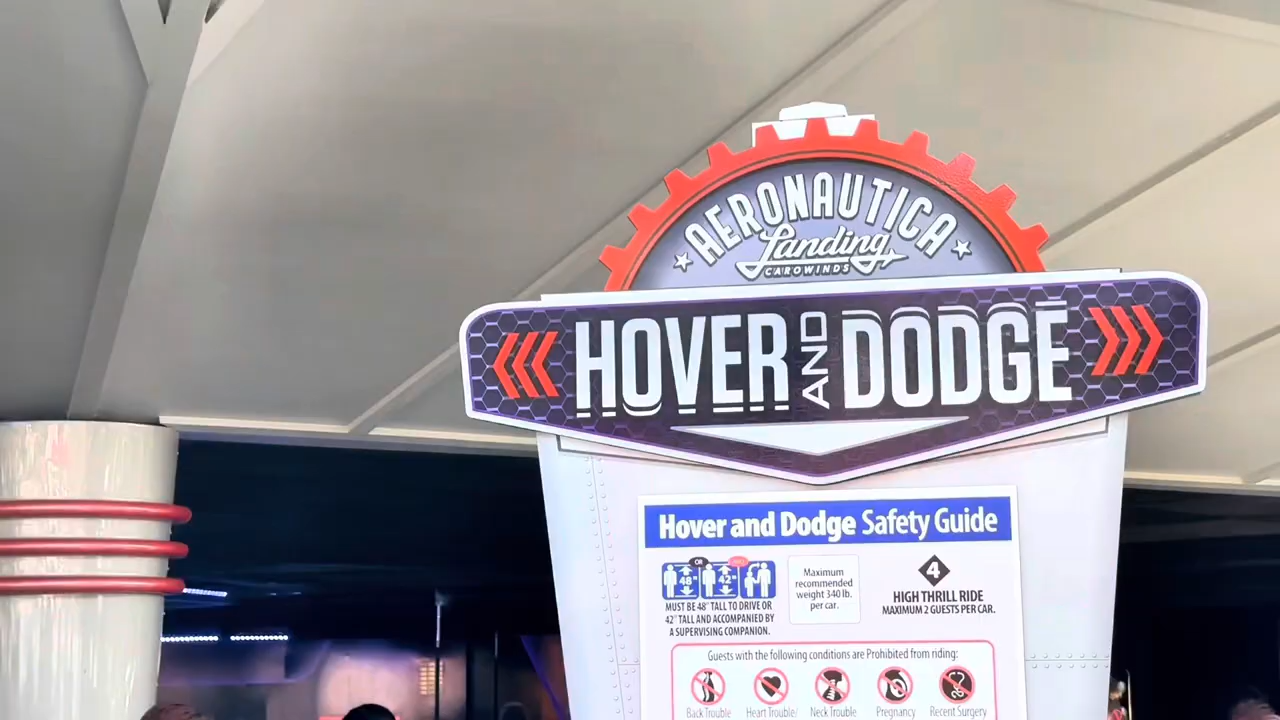 AERONAUTICA
Landing
CAROWINDS
HOVER AND DODGE
Hover and Dodge Safety Guide
OR
48"
42"
MUST BE 48" TALL TO DRIVE OR
42" TALL AND ACCOMPANIED BY
A SUPERVISING COMPANION.
Maximum
recommended
weight 340 lb.
per car.
4
HIGH THRILL RIDE
MAXIMUM 2 GUESTS PER CAR.
Guests with the following conditions are Prohibited from riding:
Back Trouble
Heart Trouble/
Neck Trouble
Pregnancy
Recent Surgery